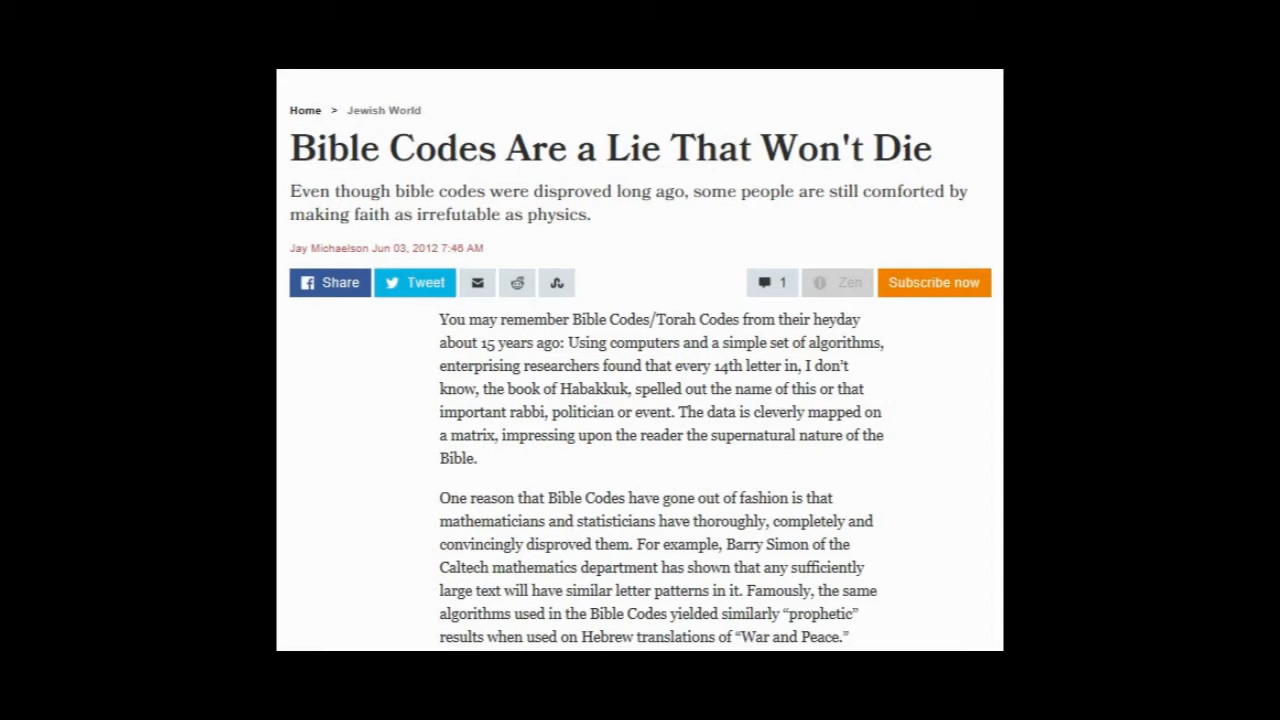 Home > Jewish World
Bible Codes Are a Lie That Won't Die
Even though bible codes were disproved long ago, some people are still comforted by
making faith as irrefutable as physics.
Jay Michaelson Jun 03, 2012 7:46 AM
Share Tweet 1 Zen Subscribe now
You may remember Bible Codes/Torah Codes from their heyday
about 15 years ago: Using computers and a simple set of algorithms,
enterprising researchers found that every 14th letter in, I don't
know, the book of Habakkuk, spelled out the name of this or that
important rabbi, politician or event. The data is cleverly mapped on
a matrix, impressing upon the reader the supernatural nature of the
Bible.
One reason that Bible Codes have gone out of fashion is that
mathematicians and statisticians have thoroughly, completely and
convincingly disproved them. For example, Barry Simon of the
Caltech mathematics department has shown that any sufficiently
large text will have similar letter patterns in it. Famously, the same
algorithms used in the Bible Codes yielded similarly “prophetic”
results when used on Hebrew translations of “War and Peace.”